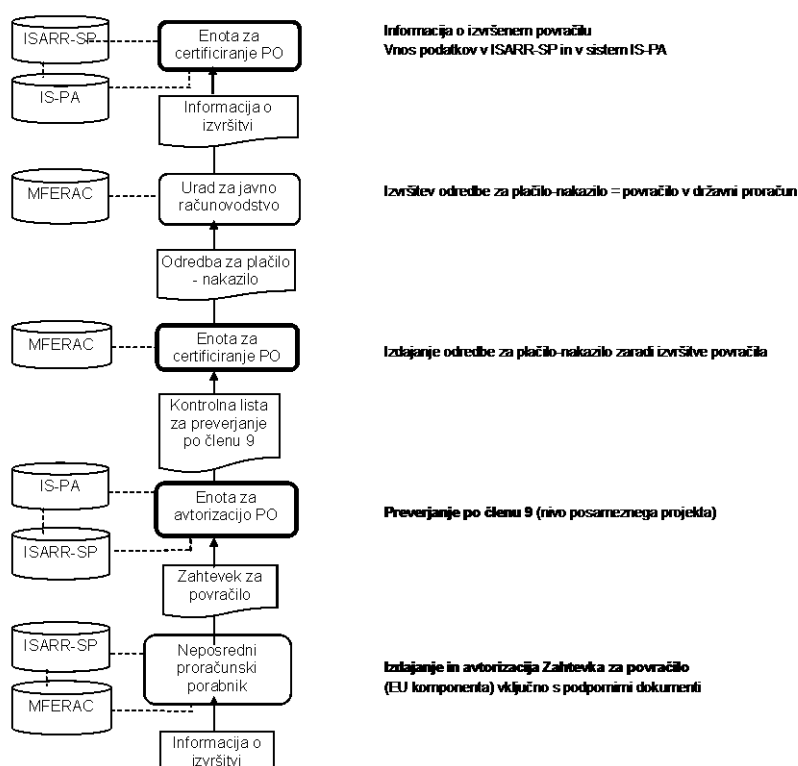 ISARR-SP
Enota za
certificiranje PO
Informacija o izvršenem povračilu
Vnos podatkov v ISARR-SP in v sistem IS-PA
IS-PA
Informacija o
izvršitvi
MFERAC
Urad za javno
računovodstvo
Izvršitev odredbe za plačilo-nakazilo = povračilo v državni proračun
Odredba za plačilo
- nakazilo
MFERAC
Enota za
certificiranje PO
Izdajanje odredbe za plačilo-nakazilo zaradi izvršitve povračila
Kontrolna lista
za preverjanje
po členu 9
IS-PA
Enota za
avtorizacijo PO
Preverjanje po členu 9 (nivo posameznega projekta)
ISARR-SP
Zahtevek za
povračilo
ISARR-SP
Neposredni
proračunski
porabnik
Izdajanje in avtorizacija Zahtevka za povračilo
(EU komponenta) vključno s podpornimi dokumenti
MFERAC
Informacija o
izvršitvi